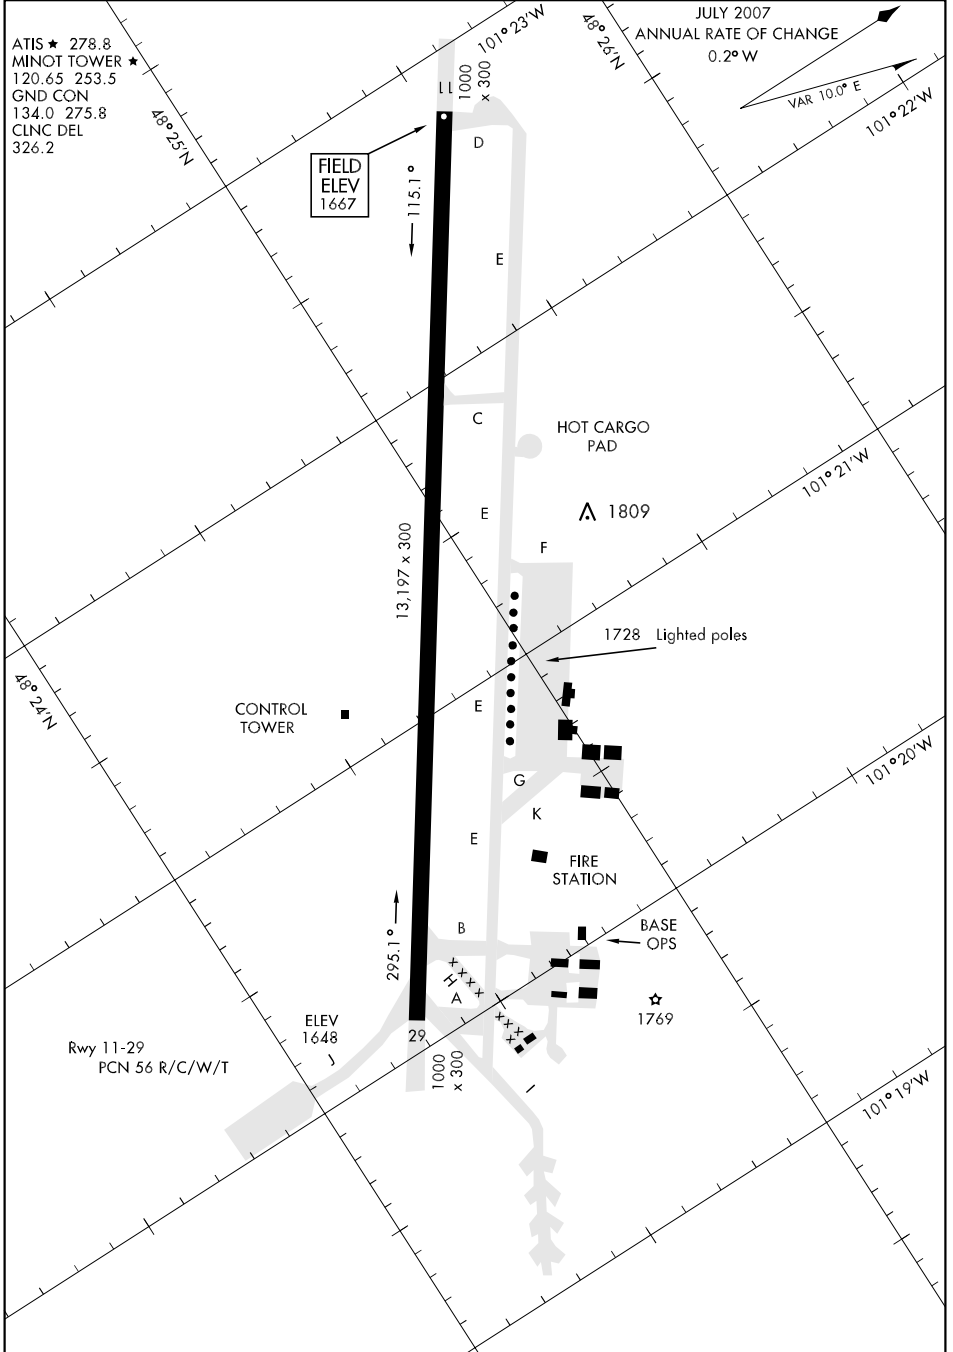 ATIS ★ 278.8
MINOT TOWER ★
120.65 253.5
GND CON
134.0 275.8
CLNC DEL
326.2
101°23'W
48°26'N
JULY 2007
ANNUAL RATE OF CHANGE
0.2° W
VAR 10.0° E
101°22'W
48°25'N
11
1000
x 300
FIELD
ELEV
1667
D
115.1°
E
C
HOT CARGO
PAD
101°21'W
E
1809
F
13,197 x 300
1728 Lighted poles
48°24'N
CONTROL
TOWER
E
101°20'W
G
K
E
FIRE
STATION
B
BASE
OPS
295.1°
x x x x
H
A
x x x x
1769
ELEV
1648
29
J
Rwy 11-29
PCN 56 R/C/W/T
1000
x 300
I
101°19'W